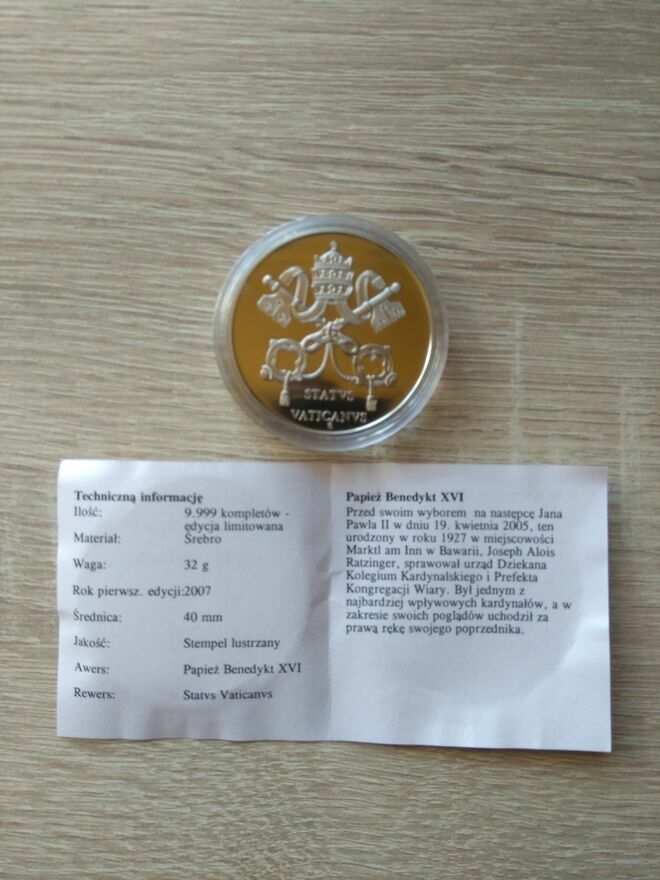 STATVS
VATICANVS
Techniczną informację
Ilość: 9.999 kompletów -
edycja limitowana
Materiał: Srebro
Waga: 32 g
Rok pierwsz. edycji:2007
Średnica: 40 mm
Jakość: Stempel lustrzany
Awers: Papież Benedykt XVI
Rewers: Statvs Vaticanvs
Papież Benedykt XVI
Przed swoim wyborem na następcę Jana
Pawla II w dniu 19. kwietnia 2005, ten
urodzony w roku 1927 w miejscowości
Marktl am Inn w Bawarii, Joseph Alois
Ratzinger, sprawował urząd Dziekana
Kolegium Kardynalskiego i Prefekta
Kongregacji Wiary. Był jednym z
najbardziej wpływowych kardynałów, a w
zakresie swoich poglądów uchodził za
prawą rękę swojego poprzednika.